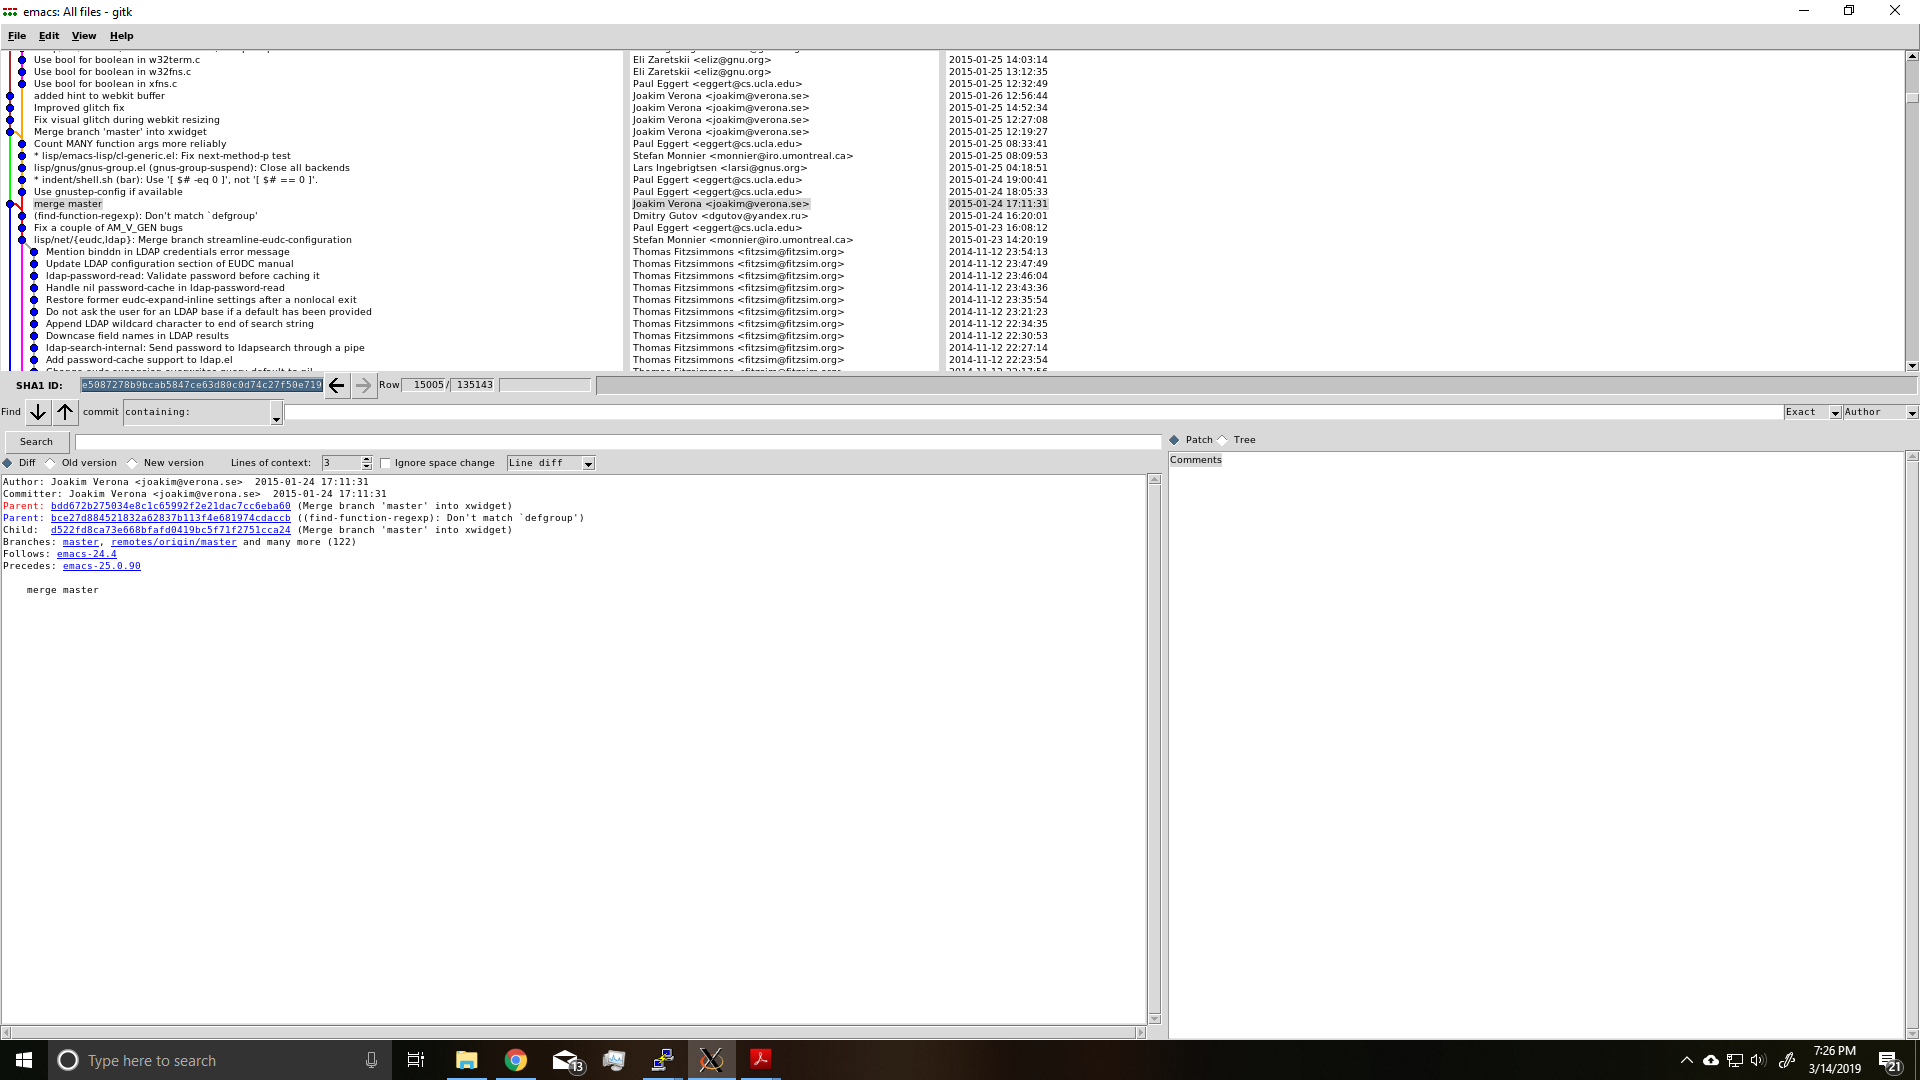 emacs: All files - gitk
File Edit View Help
Use bool for boolean in w32term.c Eli Zaretskii <eliz@gnu.org> 2015-01-25 14:03:14
Use bool for boolean in w32fns.c Eli Zaretskii <eliz@gnu.org> 2015-01-25 13:12:35
Use bool for boolean in xfns.c Paul Eggert <eggert@cs.ucla.edu> 2015-01-25 12:32:49
added hint to webkit buffer Joakim Verona <joakim@verona.se> 2015-01-26 12:56:44
Improved glitch fix Joakim Verona <joakim@verona.se> 2015-01-25 14:52:34
Fix visual glitch during webkit resizing Joakim Verona <joakim@verona.se> 2015-01-25 12:27:08
Merge branch 'master' into xwidget Joakim Verona <joakim@verona.se> 2015-01-25 12:19:27
Count MANY function args more reliably Paul Eggert <eggert@cs.ucla.edu> 2015-01-25 08:33:41
* lisp/emacs-lisp/cl-generic.el: Fix next-method-p test Stefan Monnier <monnier@iro.umontreal.ca> 2015-01-25 08:09:53
lisp/gnus/gnus-group.el (gnus-group-suspend): Close all backends Lars Ingebrigtsen <larsi@gnus.org> 2015-01-25 04:18:51
* indent/shell.sh (bar): Use '[ $# -eq 0 ]', not '[ $# == 0 ]'. Paul Eggert <eggert@cs.ucla.edu> 2015-01-24 19:00:41
Use gnustep-config if available Paul Eggert <eggert@cs.ucla.edu> 2015-01-24 18:05:33
merge master Joakim Verona <joakim@verona.se> 2015-01-24 17:11:31
(find-function-regexp): Don't match `defgroup' Dmitry Gutov <dgutov@yandex.ru> 2015-01-24 16:20:01
Fix a couple of AM_V_GEN bugs Paul Eggert <eggert@cs.ucla.edu> 2015-01-23 16:08:12
lisp/net/{eudc,ldap}: Merge branch streamline-eudc-configuration Stefan Monnier <monnier@iro.umontreal.ca> 2015-01-23 14:20:19
Mention binddn in LDAP credentials error message Thomas Fitzsimmons <fitzsim@fitzsim.org> 2014-11-12 23:54:13
Update LDAP configuration section of EUDC manual Thomas Fitzsimmons <fitzsim@fitzsim.org> 2014-11-12 23:47:49
ldap-password-read: Validate password before caching it Thomas Fitzsimmons <fitzsim@fitzsim.org> 2014-11-12 23:46:04
Handle nil password-cache in ldap-password-read Thomas Fitzsimmons <fitzsim@fitzsim.org> 2014-11-12 23:43:36
Restore former eudc-expand-inline settings after a nonlocal exit Thomas Fitzsimmons <fitzsim@fitzsim.org> 2014-11-12 23:35:54
Do not ask the user for an LDAP base if a default has been provided Thomas Fitzsimmons <fitzsim@fitzsim.org> 2014-11-12 23:21:23
Append LDAP wildcard character to end of search string Thomas Fitzsimmons <fitzsim@fitzsim.org> 2014-11-12 22:34:35
Downcase field names in LDAP results Thomas Fitzsimmons <fitzsim@fitzsim.org> 2014-11-12 22:30:53
ldap-search-internal: Send password to ldapsearch through a pipe Thomas Fitzsimmons <fitzsim@fitzsim.org> 2014-11-12 22:27:14
Add password-cache support to ldap.el Thomas Fitzsimmons <fitzsim@fitzsim.org> 2014-11-12 22:23:54
SHA1 ID: e5087278b9bcab5847ce63d80c0d74c27f50e719 Row 15005 / 135143
Find commit containing: Exact Author
Search Patch Tree
Diff Old version New version Lines of context: 3 Ignore space change Line diff Comments
Author: Joakim Verona <joakim@verona.se> 2015-01-24 17:11:31
Committer: Joakim Verona <joakim@verona.se> 2015-01-24 17:11:31
Parent: bdd672b275034e8c1c65992f2e21dac7cc6eba60 (Merge branch 'master' into xwidget)
Parent: bce27d884521832a62837b113f4e681974cdaccb ((find-function-regexp): Don't match `defgroup')
Child: d522fd8ca73e668bfafd0419bc5f71f2751cca24 (Merge branch 'master' into xwidget)
Branches: master, remotes/origin/master and many more (122)
Follows: emacs-24.4
Precedes: emacs-25.0.90
merge master
Type here to search 13 7:26 PM
3/14/2019 21